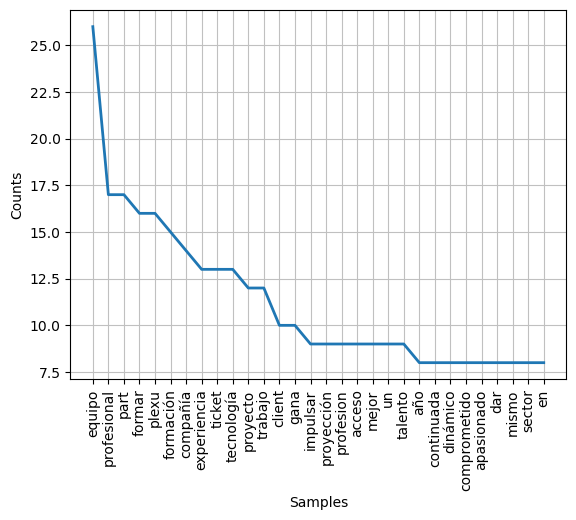 25.0
22.5
20.0
17.5
15.0
12.5
10.0
7.5
Counts
equipo
profesional
part
formar
plexu
formación
compañía
experiencia
ticket
tecnología
proyecto
trabajo
client
gana
impulsar
proyección
profesion
acceso
mejor
un
talento
año
continuada
dinámico
comprometido
apasionado
dar
mismo
sector
en
Samples